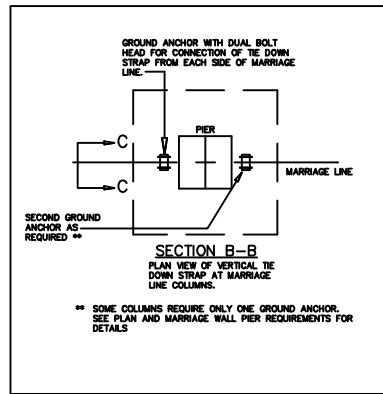 GROUND ANCHOR WITH DUAL BOLT
HEAD FOR CONNECTION OF TIE DOWN
STRAP FROM EACH SIDE OF MARRIAGE
LINE.
C
PIER
MARRIAGE LINE
C
SECOND GROUND
ANCHOR AS
REQUIRED **
SECTION B-B
PLAN VIEW OF VERTICAL TIE
DOWN STRAP AT MARRIAGE
LINE COLUMNS.
** SOME COLUMNS REQUIRE ONLY ONE GROUND ANCHOR.
SEE PLAN AND MARRIAGE WALL PIER REQUIREMENTS FOR
DETAILS